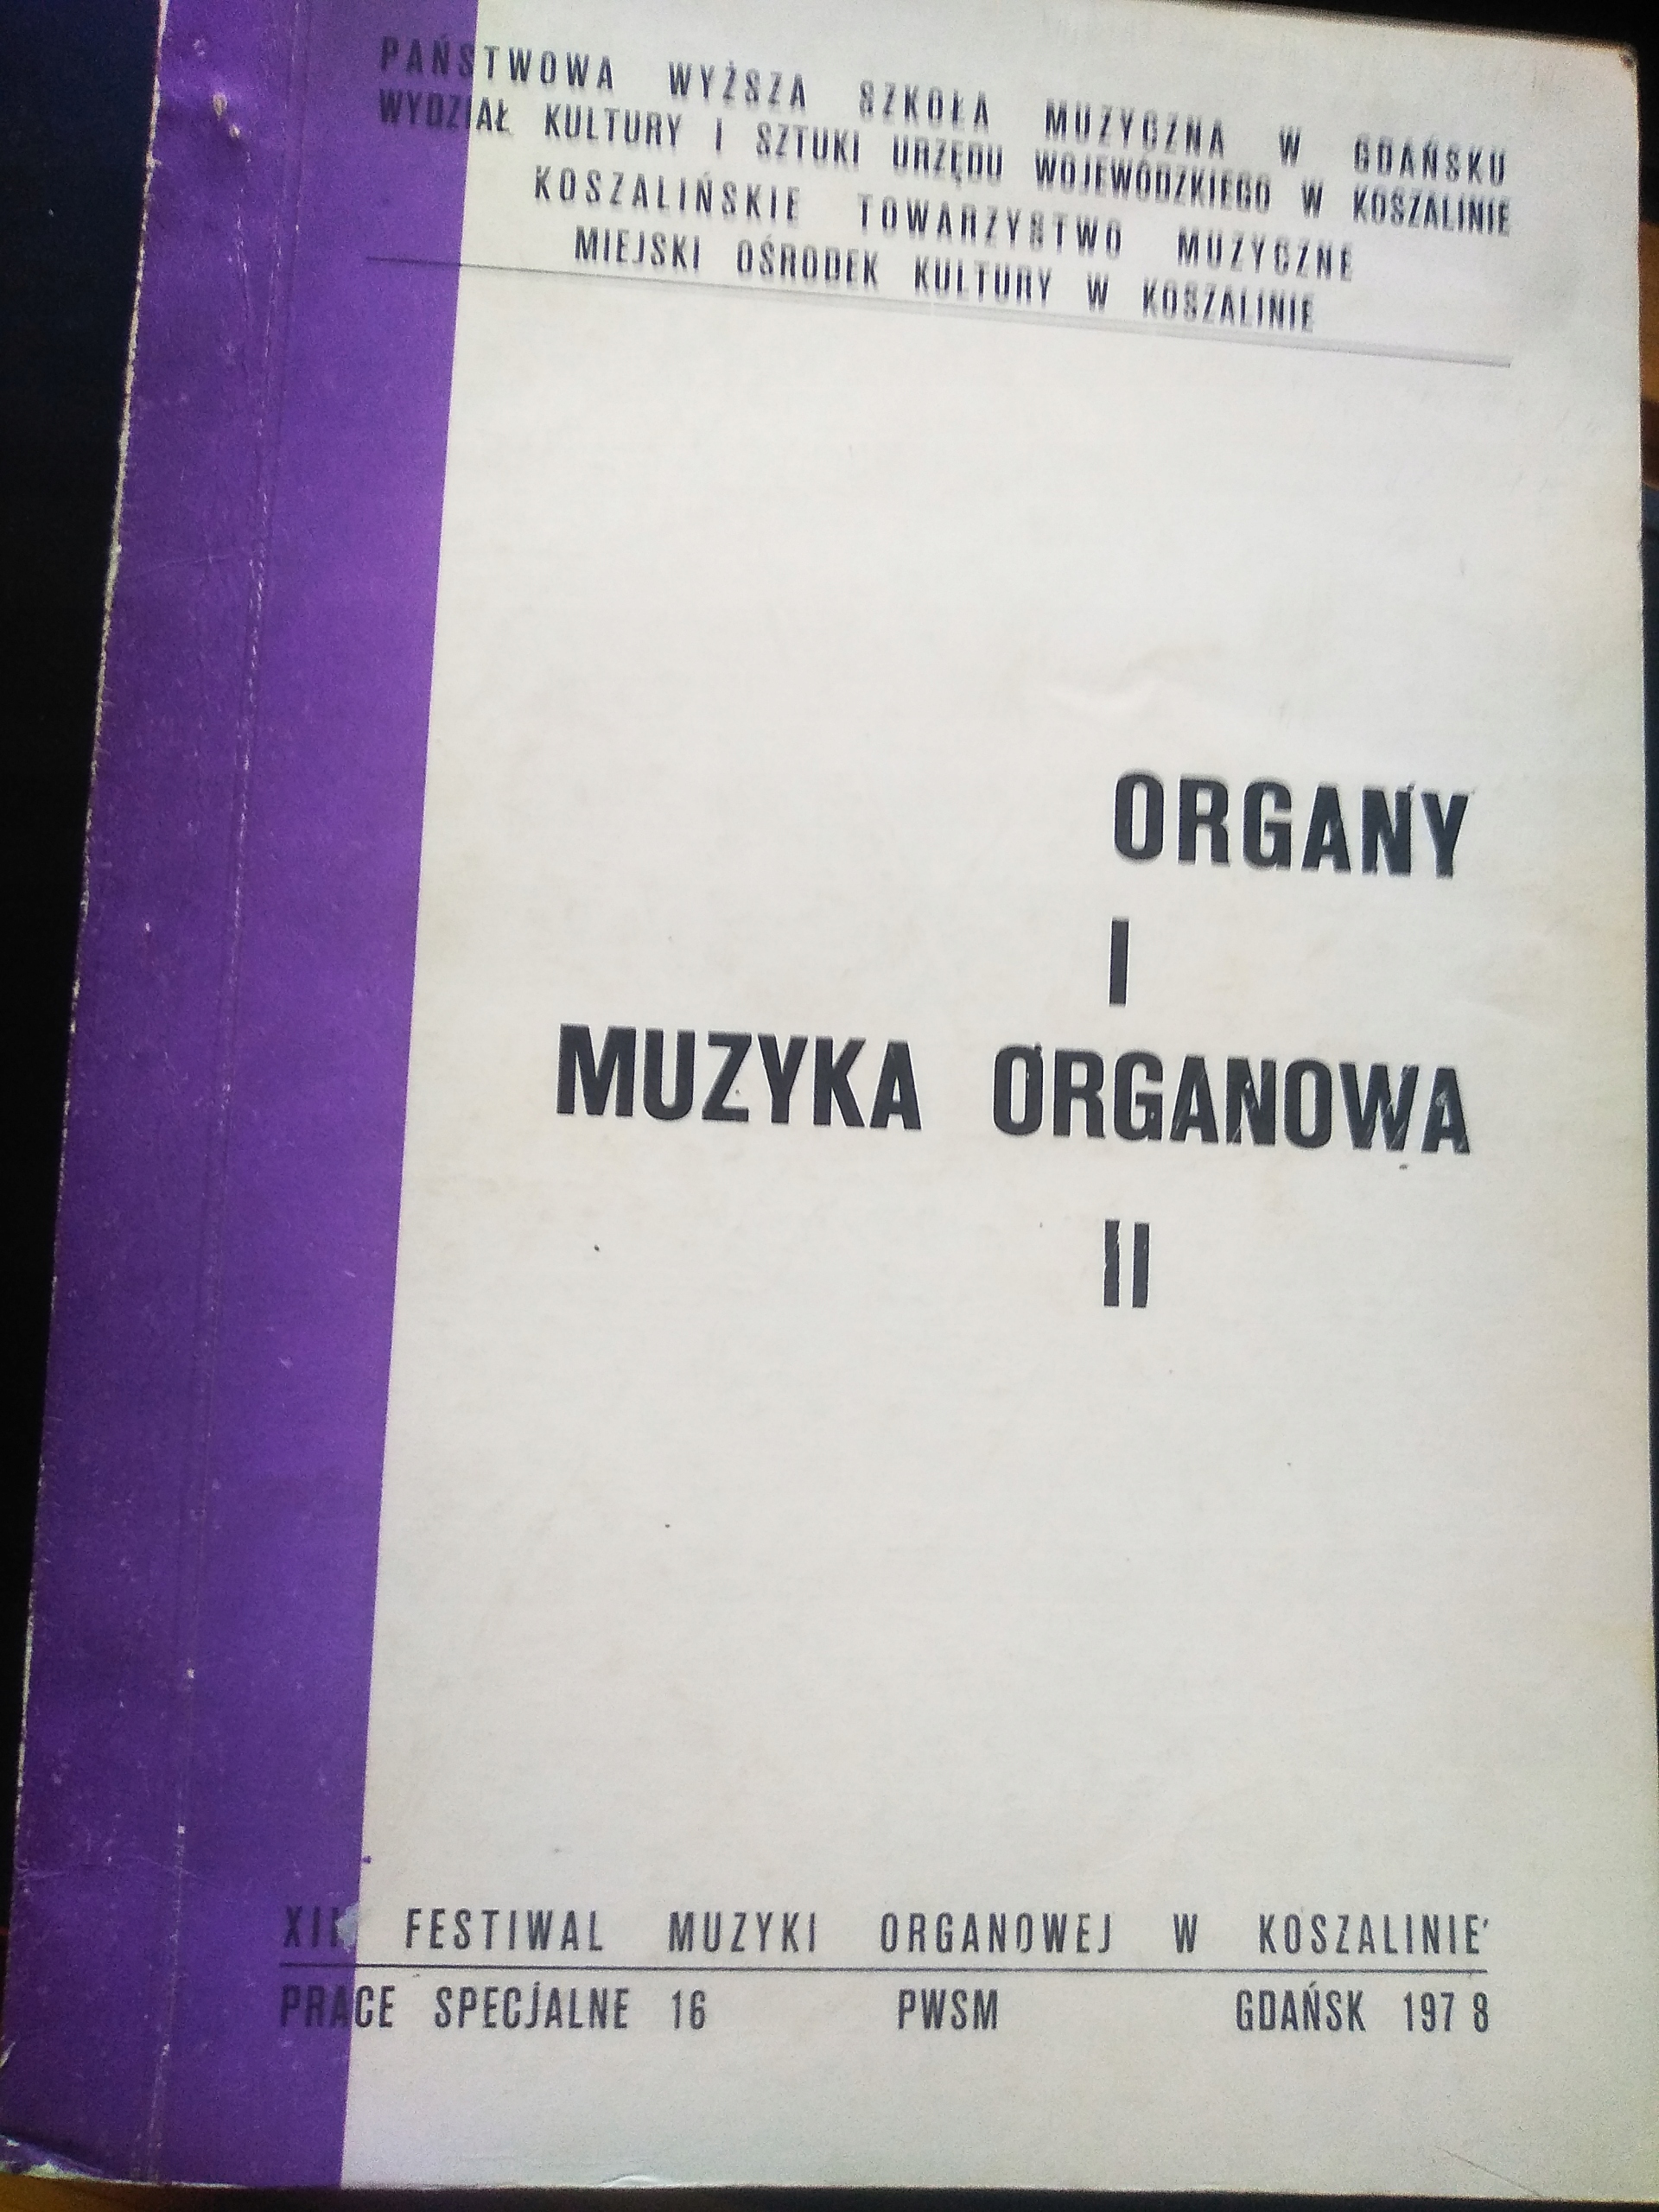 PAŃSTWOWA WYŻSZA SZKOŁA MUZYCZNA W GDAŃSKU
WYDZIAŁ KULTURY I SZTUKI URZĘDU WOJEWÓDZKIEGO W KOSZALINIE
KOSZALIŃSKIE TOWARZYSTWO MUZYCZNE
MIEJSKI OŚRODEK KULTURY W KOSZALINIE
ORGANY
I
MUZYKA ORGANOWA
II
FESTIWAL MUZYKI ORGANOWEJ W KOSZALINIE
PRACE SPECJALNE 16 PWSM GDAŃSK 1978